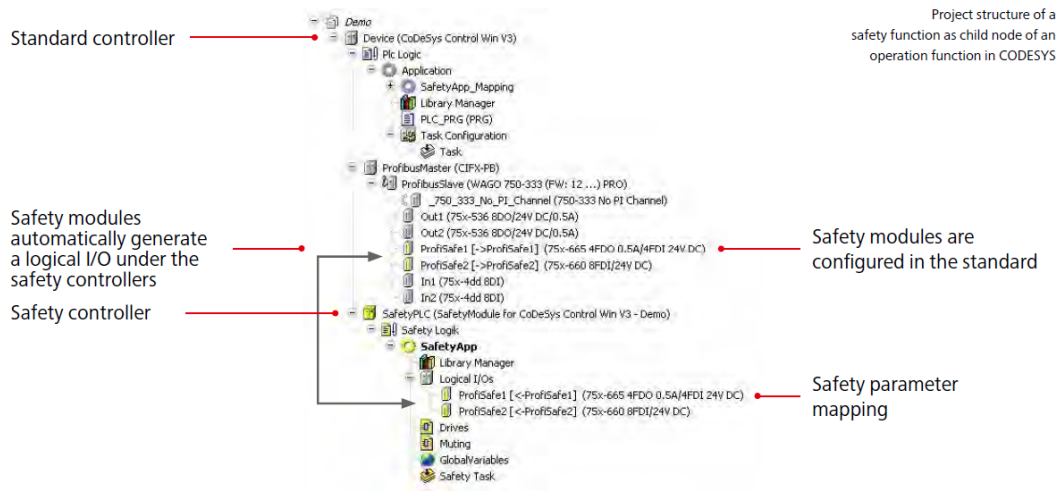 Project structure of a
safety function as child node of an
operation function in CODESYS
Standard controller
Safety modules
automatically generate
a logical I/O under the
safety controllers
Safety controller
Demo
Device (CoDeSys Control Win V3)
Plc Logic
Application
SafetyApp_Mapping
Library Manager
PLC_PRG (PRG)
Task Configuration
Task
ProfibusMaster (CIFX-PB)
ProfibusSlave (WAGO 750-333 (FW: 12 ...) PRO)
_750_333_No_PI_Channel (750-333 No PI Channel)
Out1 (75x-536 8DO/24V DC/0.5A)
Out2 (75x-536 8DO/24V DC/0.5A)
ProfiSafe1 [->ProfiSafe1] (75x-665 4FDO 0.5A/4FDI 24V DC)
ProfiSafe2 [->ProfiSafe2] (75x-660 8FDI/24V DC)
In1 (75x-4dd 8DI)
In2 (75x-4dd 8DI)
SafetyPLC (SafetyModule for CoDeSys Control Win V3 - Demo)
Safety Logik
SafetyApp
Library Manager
Logical I/Os
ProfiSafe1 [<-ProfiSafe1] (75x-665 4FDO 0.5A/4FDI 24V DC)
ProfiSafe2 [<-ProfiSafe2] (75x-660 8FDI/24V DC)
Drives
Muting
GlobalVariables
Safety Task
Safety modules are
configured in the standard
Safety parameter
mapping